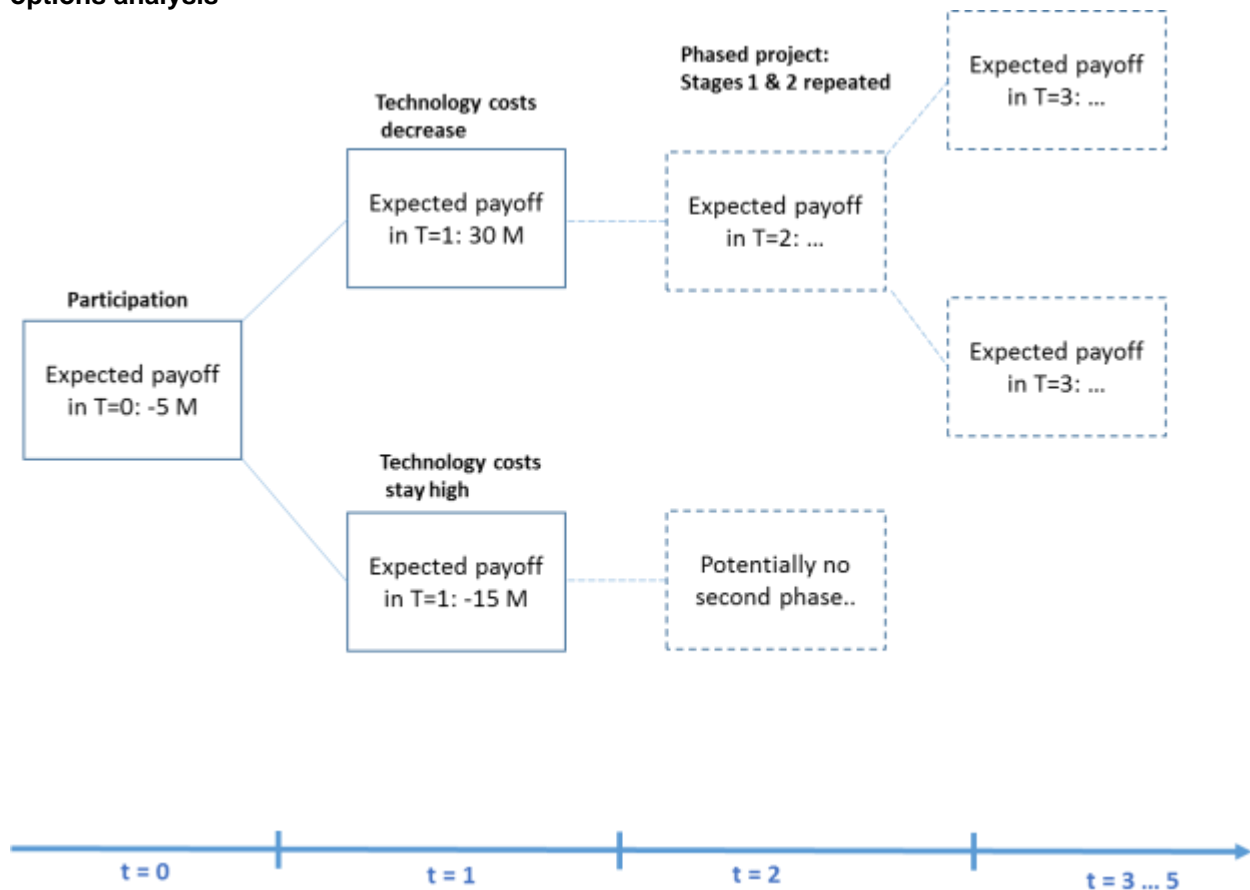 options analysis
Phased project:
Stages 1 & 2 repeated
Expected payoff
in T=3: ...
Technology costs
decrease
Expected payoff
in T=1: 30 M
Expected payoff
in T=2: ...
Participation
Expected payoff
in T=0: -5 M
Expected payoff
in T=3: ...
Technology costs
stay high
Expected payoff
in T=1: -15 M
Potentially no
second phase..
t = 0
t = 1
t = 2
t = 3 ... 5